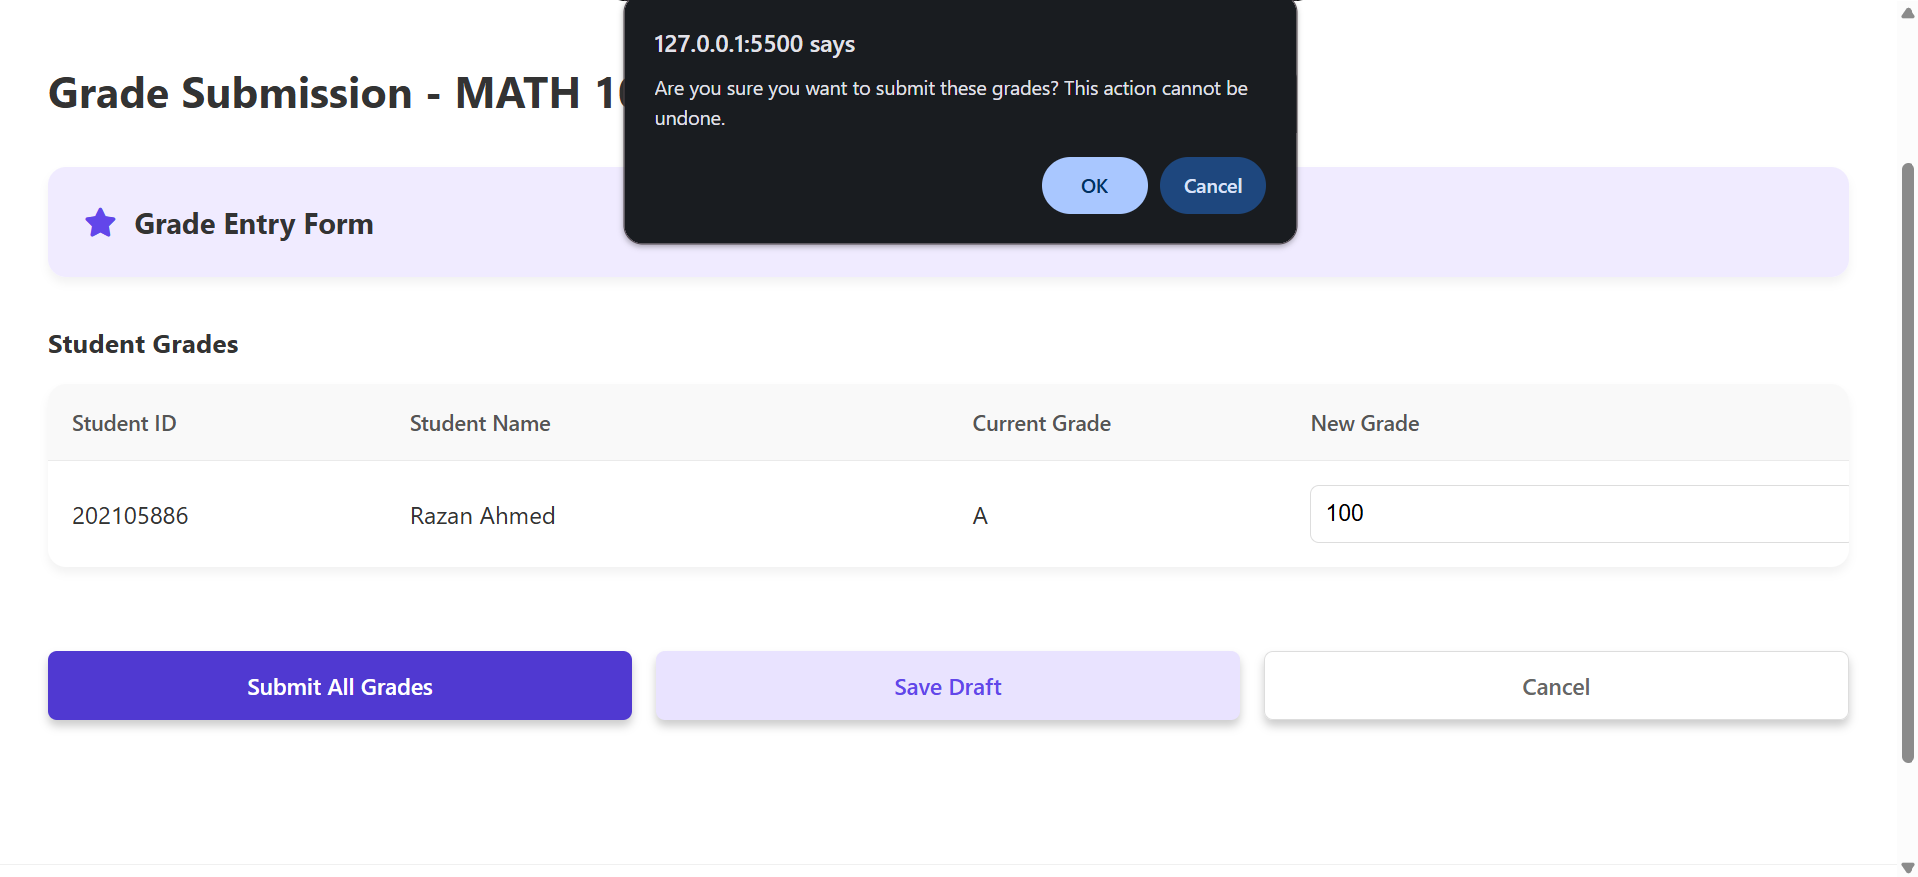 127.0.0.1:5500 says
Are you sure you want to submit these grades? This action cannot be
undone.
OK
Cancel
Grade Submission - MATH
Grade Entry Form
Student Grades
Student ID
Student Name
Current Grade
New Grade
202105886
Razan Ahmed
A
100
Submit All Grades
Save Draft
Cancel